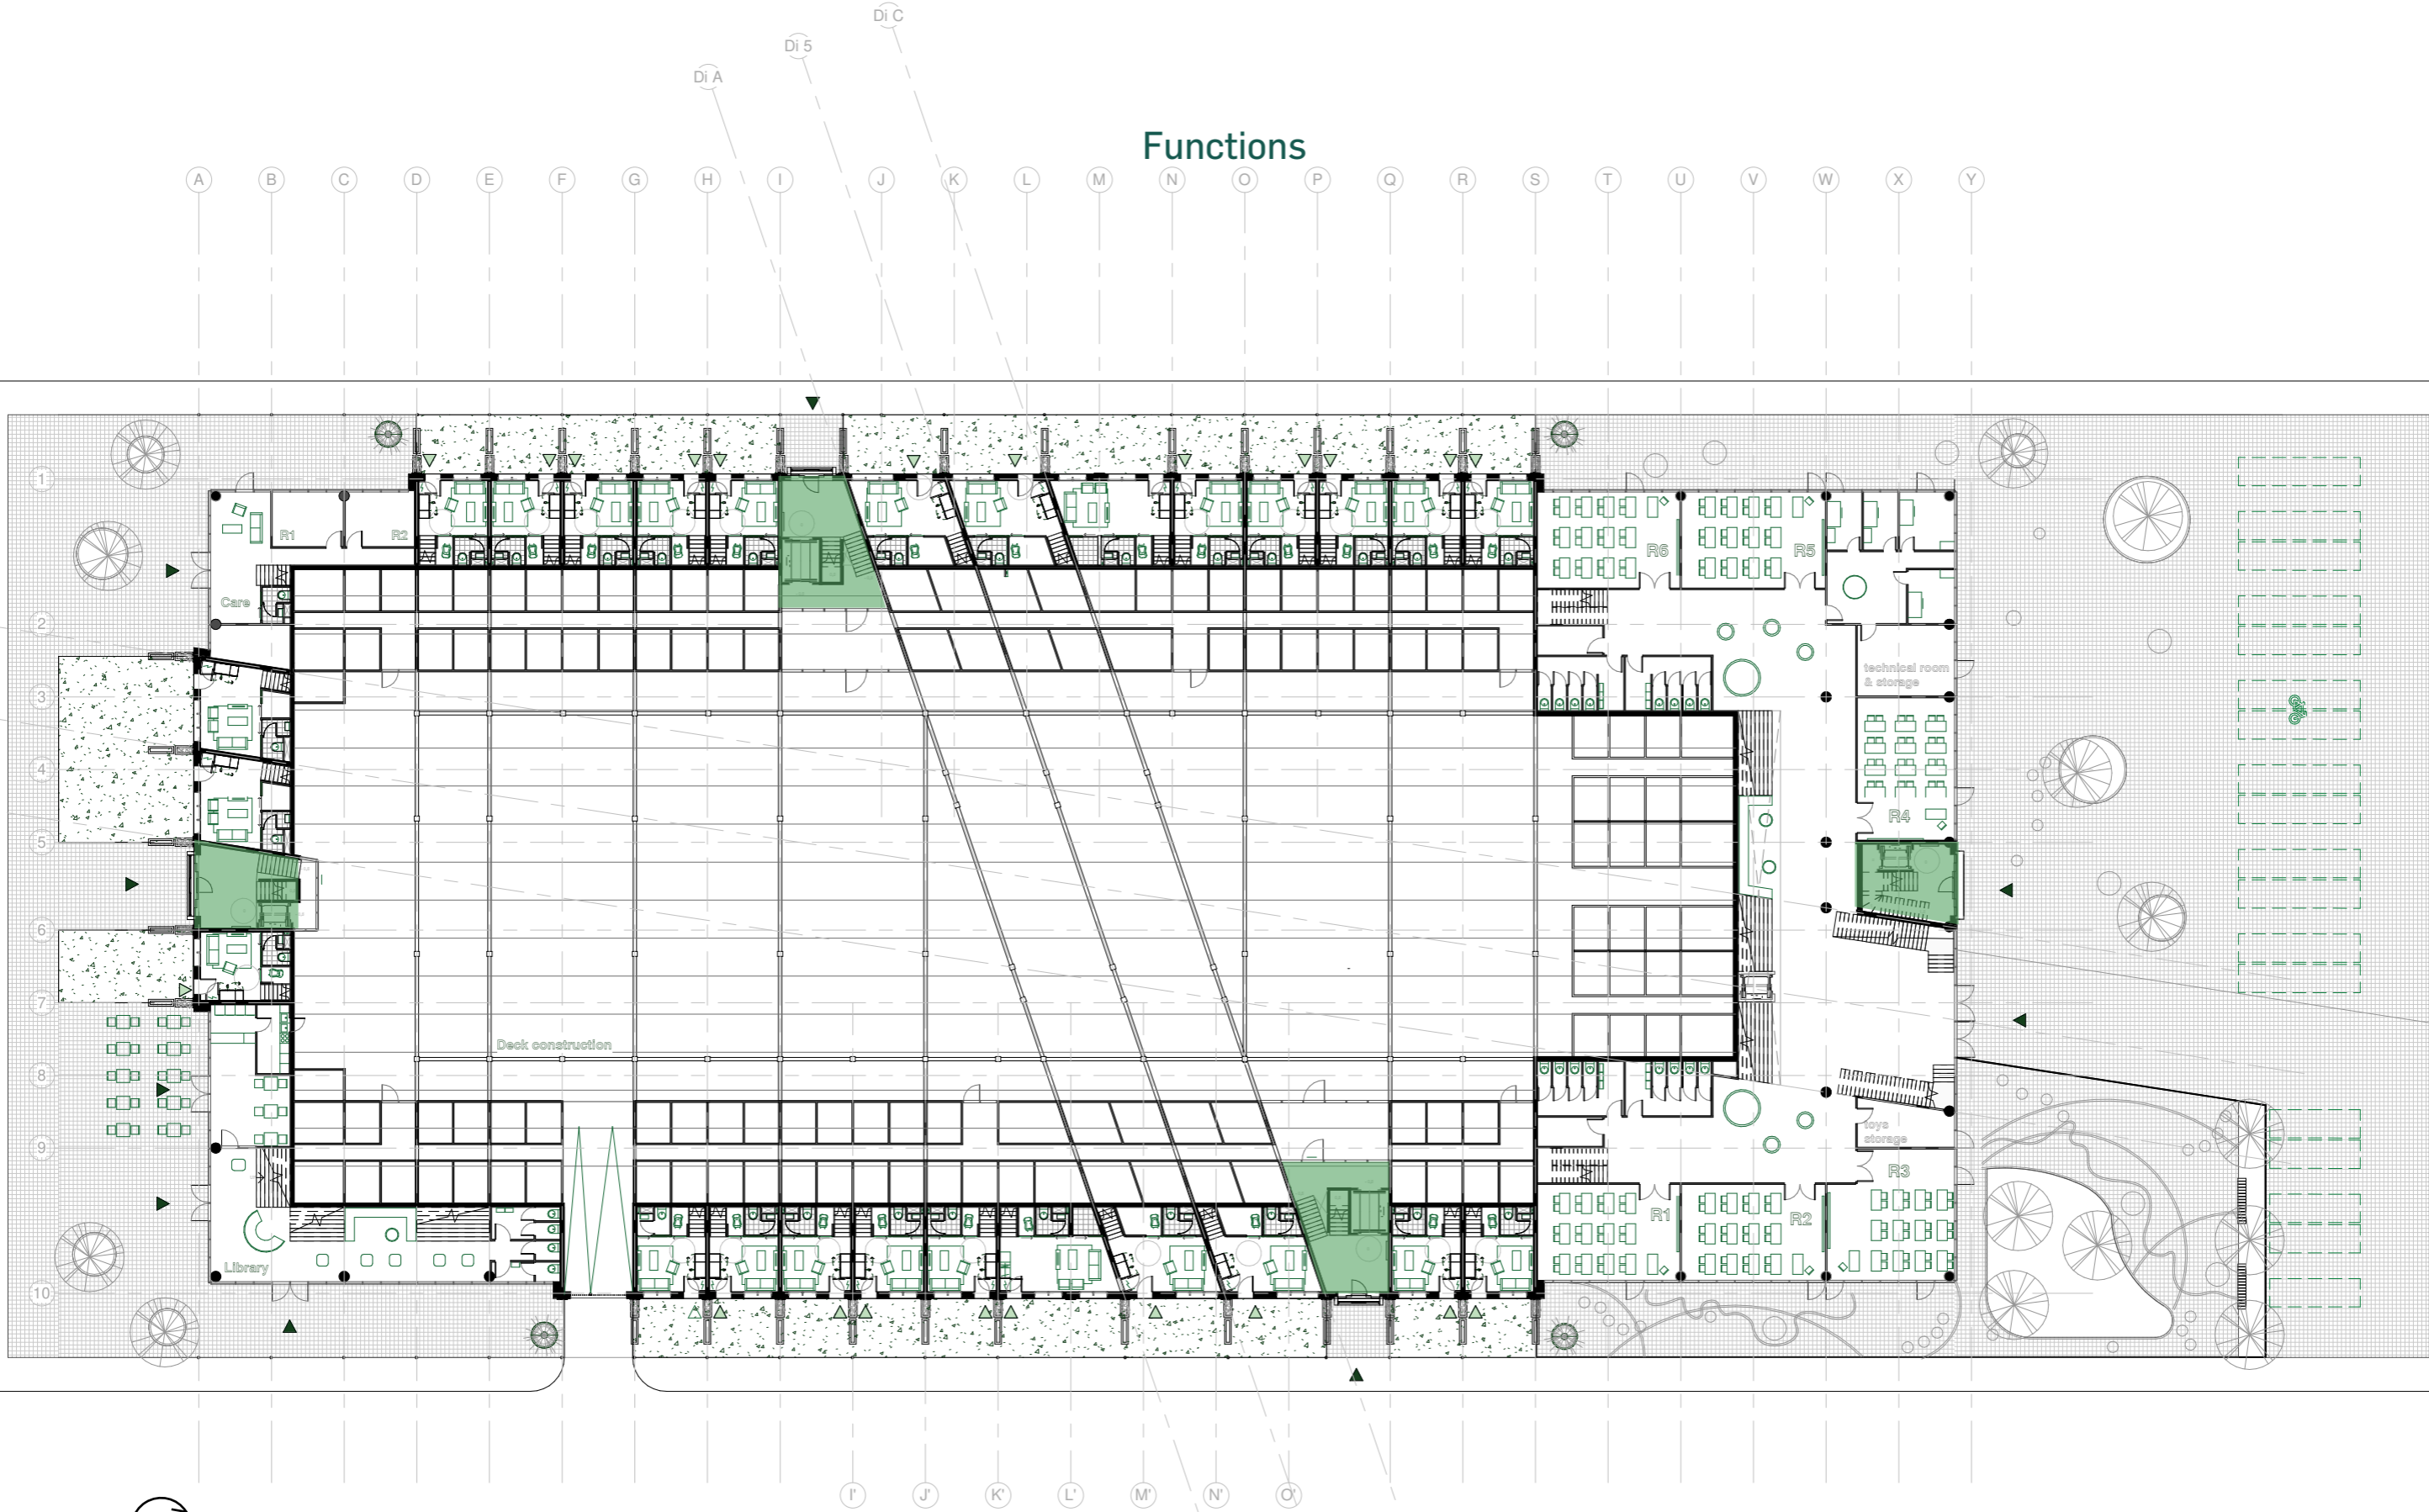 Di C
Di 5
Di A
Functions
A B C D E F G H I J K L M N O P Q R S T U V W X Y
1
R1
R2
R6
R5
Care
2
technical room
& storage
3
4
R4
5
6
7
Deck construction
8
toys
storage
9
R3
R1
R2
Library
10
I' J' K' L' M' N' O'